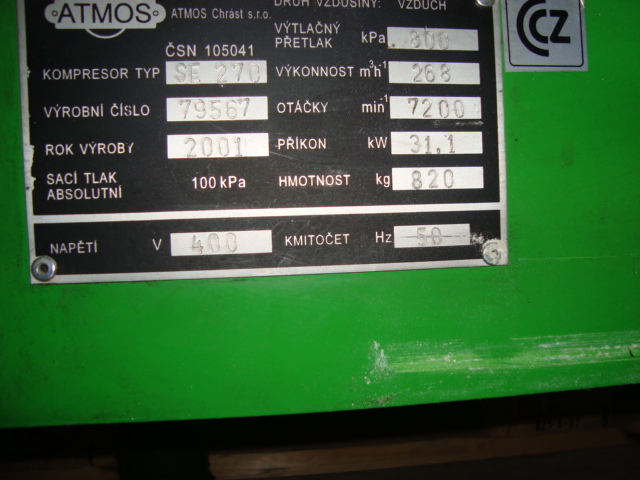 ATMOS ATMOS Chrást s.r.o. DRUH VZDUŠINY: VZDUCH
ČSN 105041 VÝTLAČNÝ PŘETLAK kPa 800
KOMPRESOR TYP SE 270 VÝKONNOST m³h⁻¹ 268
VÝROBNÍ ČÍSLO 79567 OTÁČKY min⁻¹ 7200
ROK VÝROBY 2001 PŘÍKON kW 31,1
SACÍ TLAK ABSOLUTNÍ 100 kPa HMOTNOST kg 820
NAPĚTÍ V 400 KMITOČET Hz 50
CCZ